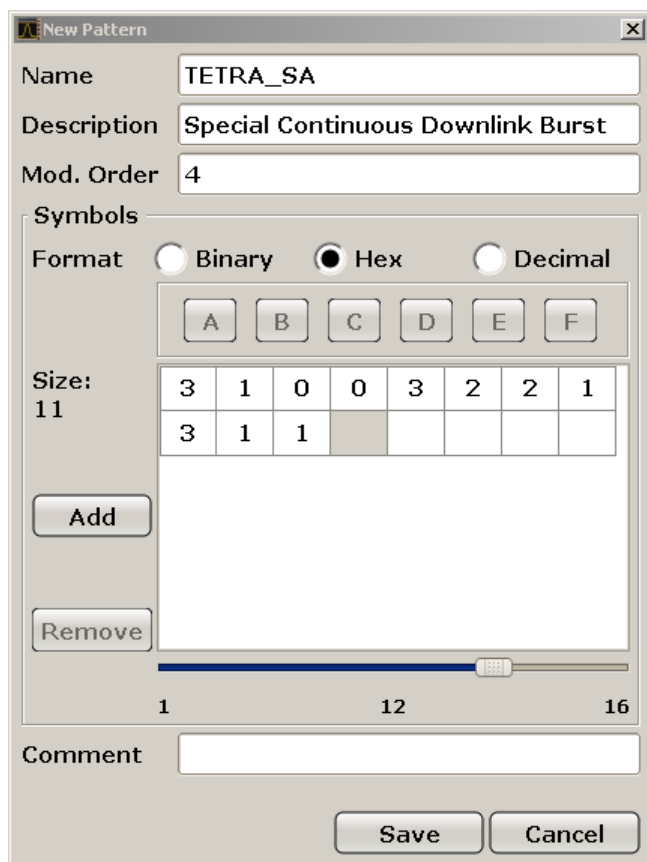 New Pattern
Name TETRA_SA
Description Special Continuous Downlink Burst
Mod. Order 4
Symbols
Format Binary Hex Decimal
A B C D E F
Size:
11
3 1 0 0 3 2 2 1
3 1 1
Add
Remove
1 12 16
Comment
Save Cancel